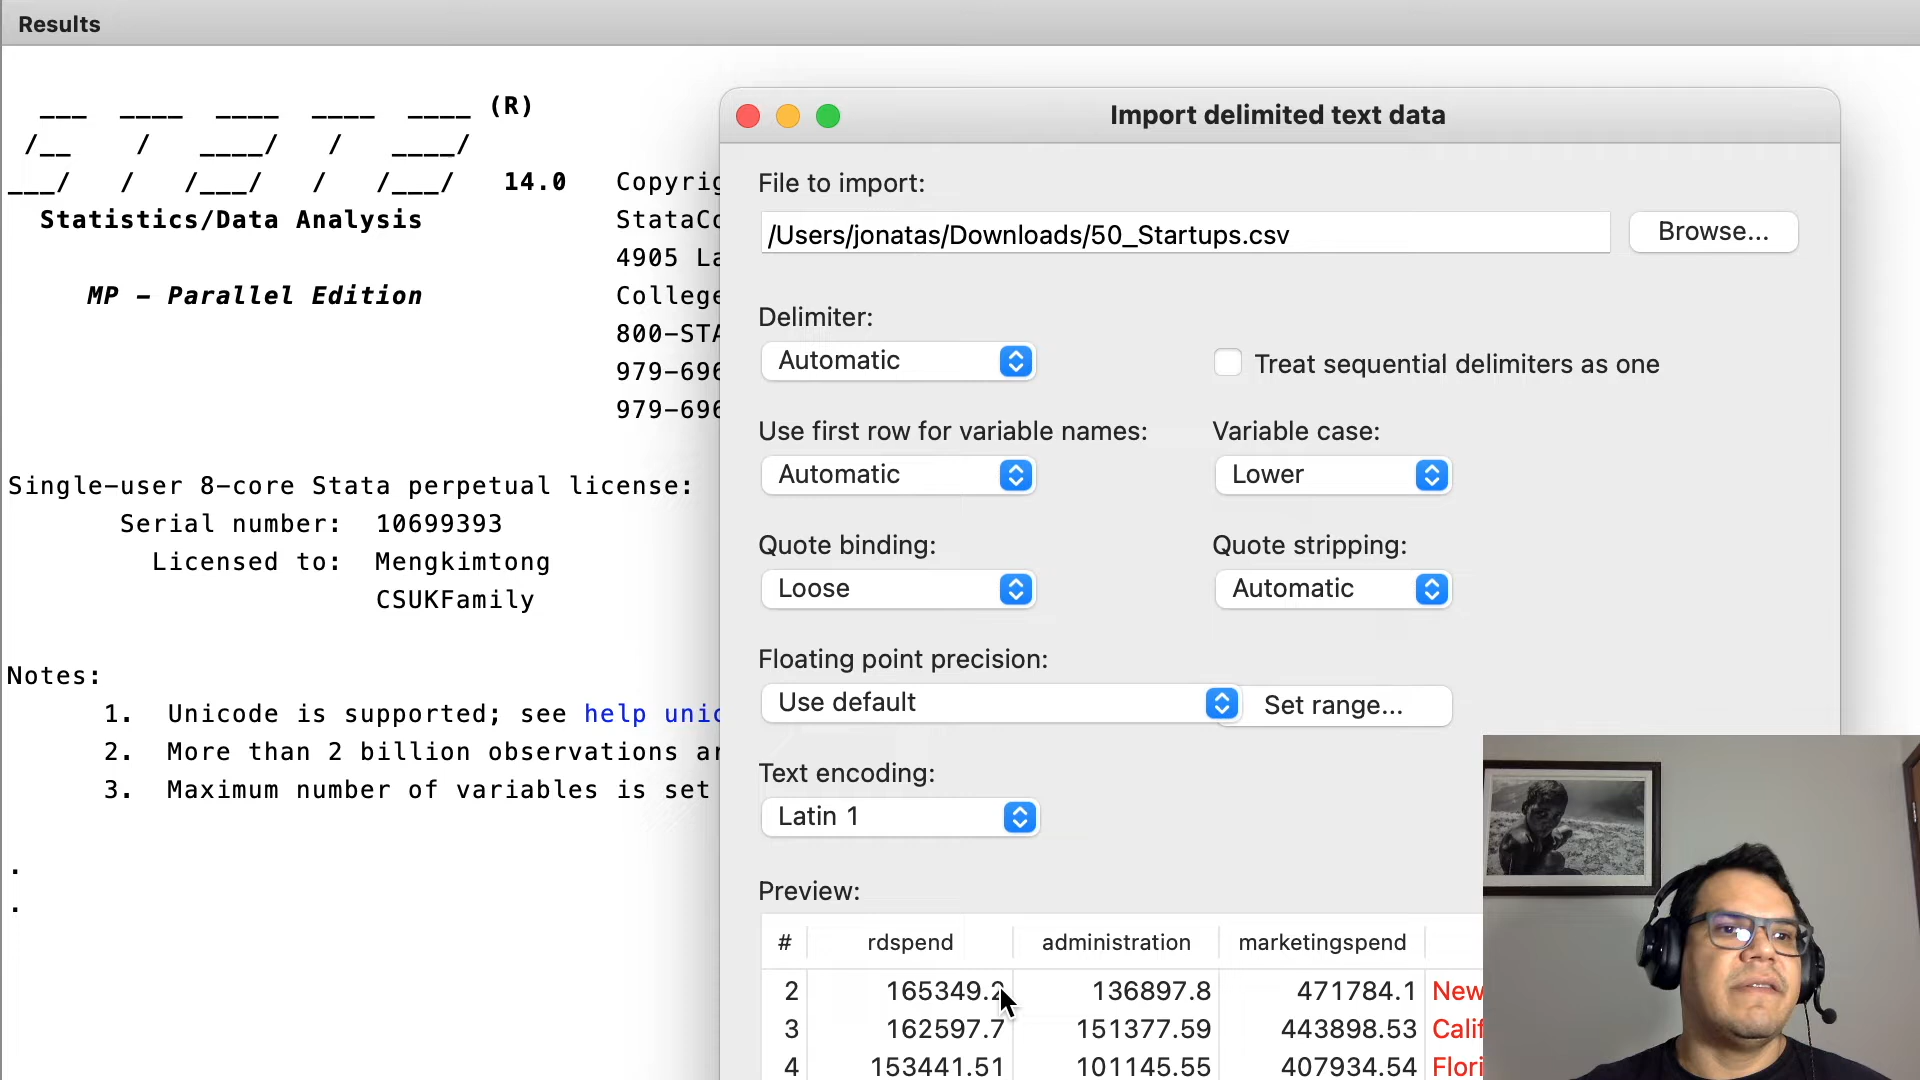 Results
(R)
14.0 Copyrig
Statistics/Data Analysis StataCo
4905 La
MP - Parallel Edition College
800-STA
979-696
979-696
Single-user 8-core Stata perpetual license:
Serial number: 10699393
Licensed to: Mengkimtong
CSUKFamily
Notes:
1. Unicode is supported; see help unic
2. More than 2 billion observations ar
3. Maximum number of variables is set
.
.
Import delimited text data
File to import:
/Users/jonatas/Downloads/50_Startups.csv Browse...
Delimiter:
Automatic Treat sequential delimiters as one
Use first row for variable names: Variable case:
Automatic Lower
Quote binding: Quote stripping:
Loose Automatic
Floating point precision:
Use default Set range...
Text encoding:
Latin 1
Preview:
# rdspend administration marketingspend
2 165349.2 136897.8 471784.1 New
3 162597.7 151377.59 443898.53 Calif
4 153441.51 101145.55 407934.54 Flori